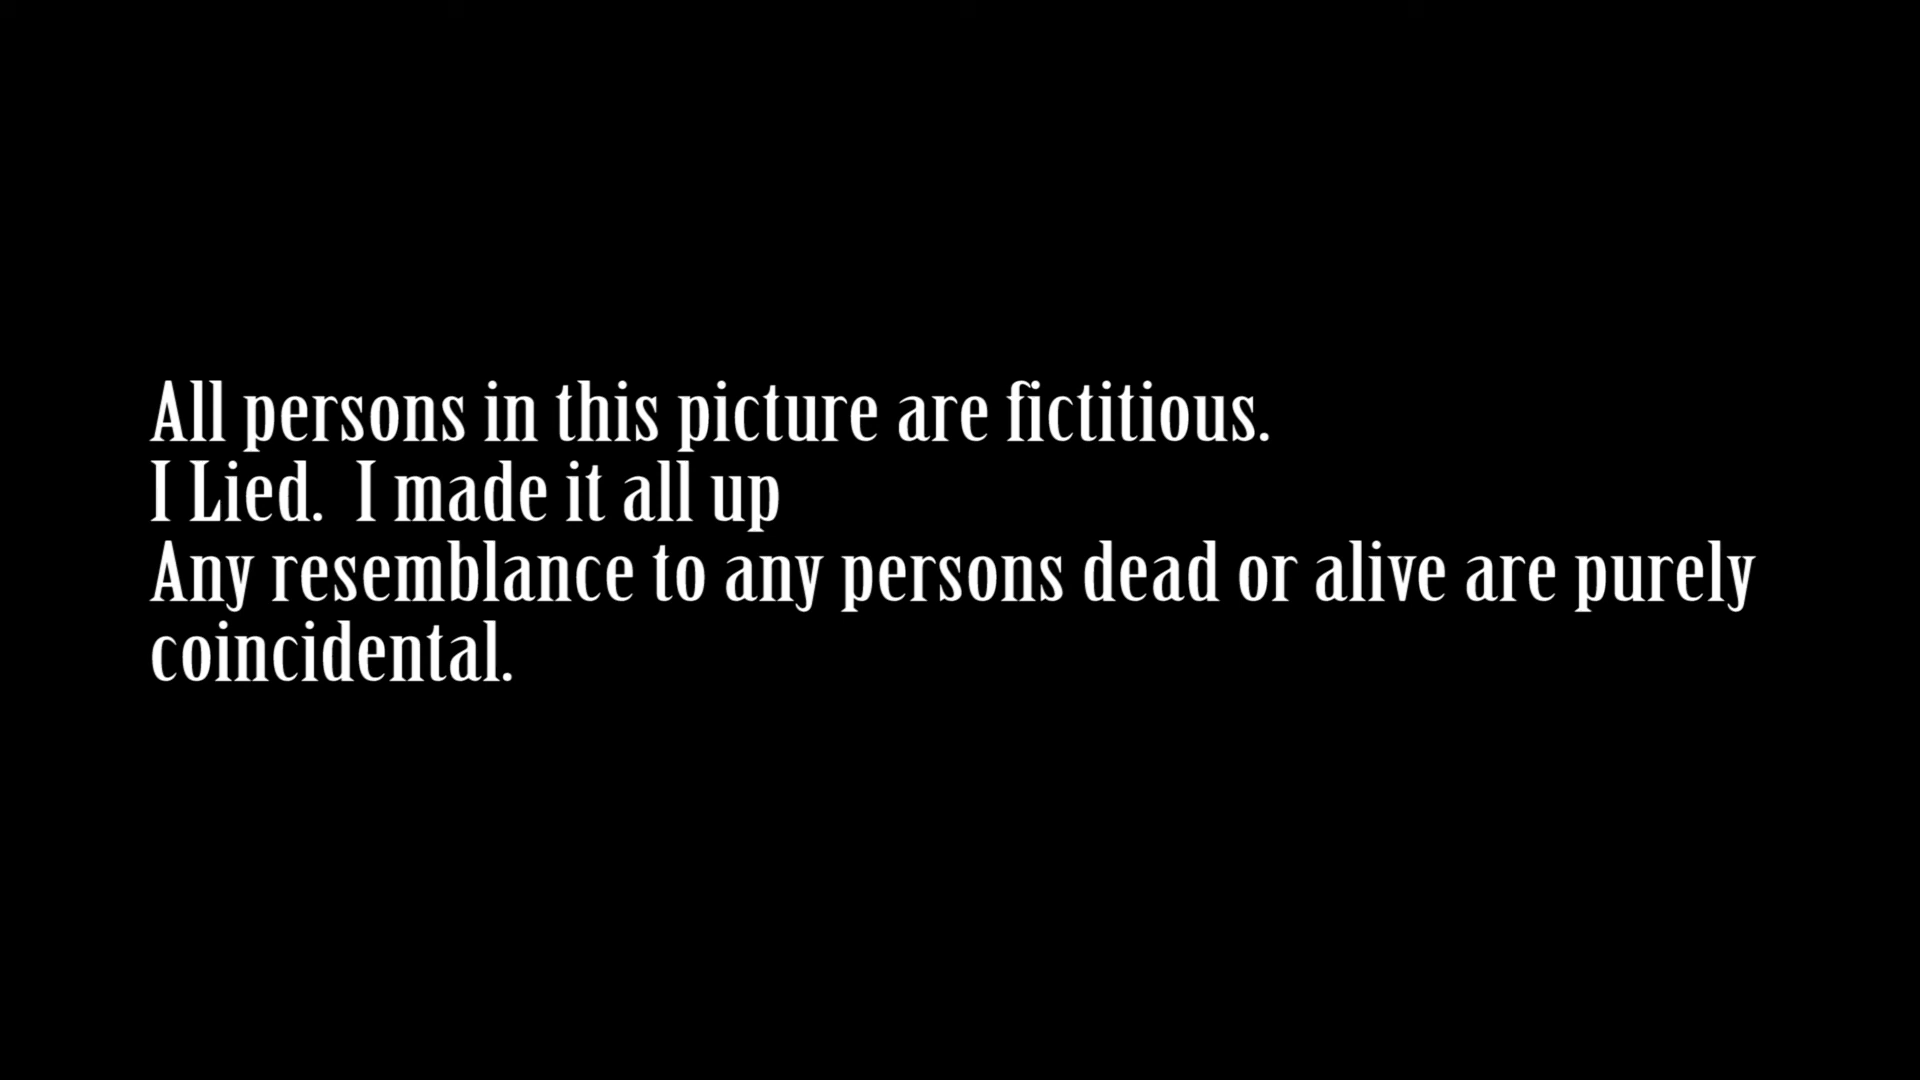 All persons in this picture are fictitious.
I Lied.  I made it all up
Any resemblance to any persons dead or alive are purely
coincidental.